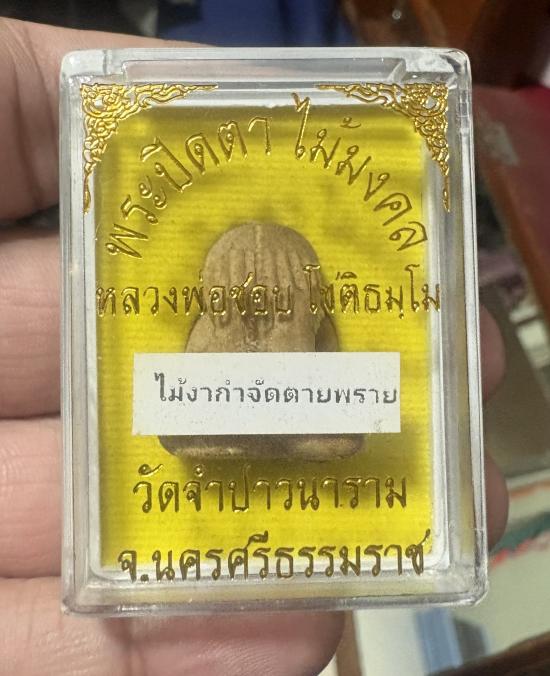 พระปิดตา ไม้มงคล
หลวงพ่อชอบ โชติธมฺโม
ไม้งากำจัดตายพราย
วัดจำปาวนาราม
จ.นครศรีธรรมราช